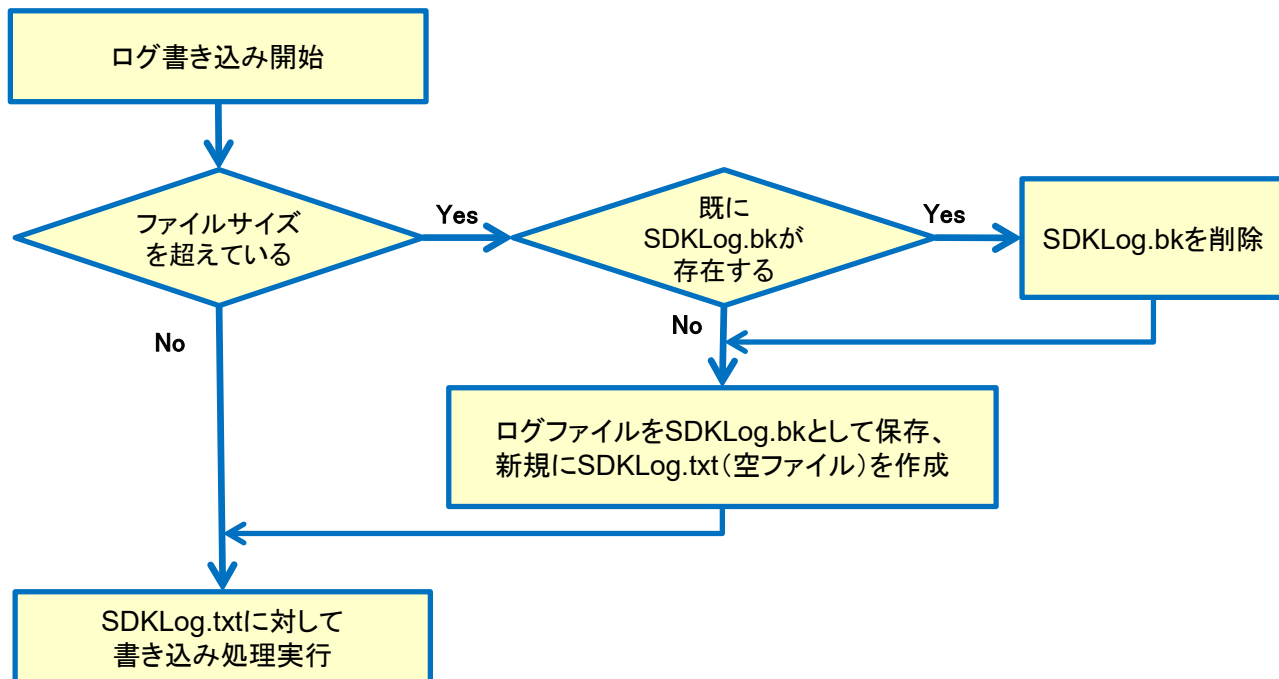 ログ書き込み開始
ファイルサイズ
を超えている
Yes
既に
SDKLog.bkが
存在する
Yes
SDKLog.bkを削除
No
No
ログファイルをSDKLog.bkとして保存、
新規にSDKLog.txt（空ファイル）を作成
SDKLog.txtに対して
書き込み処理実行